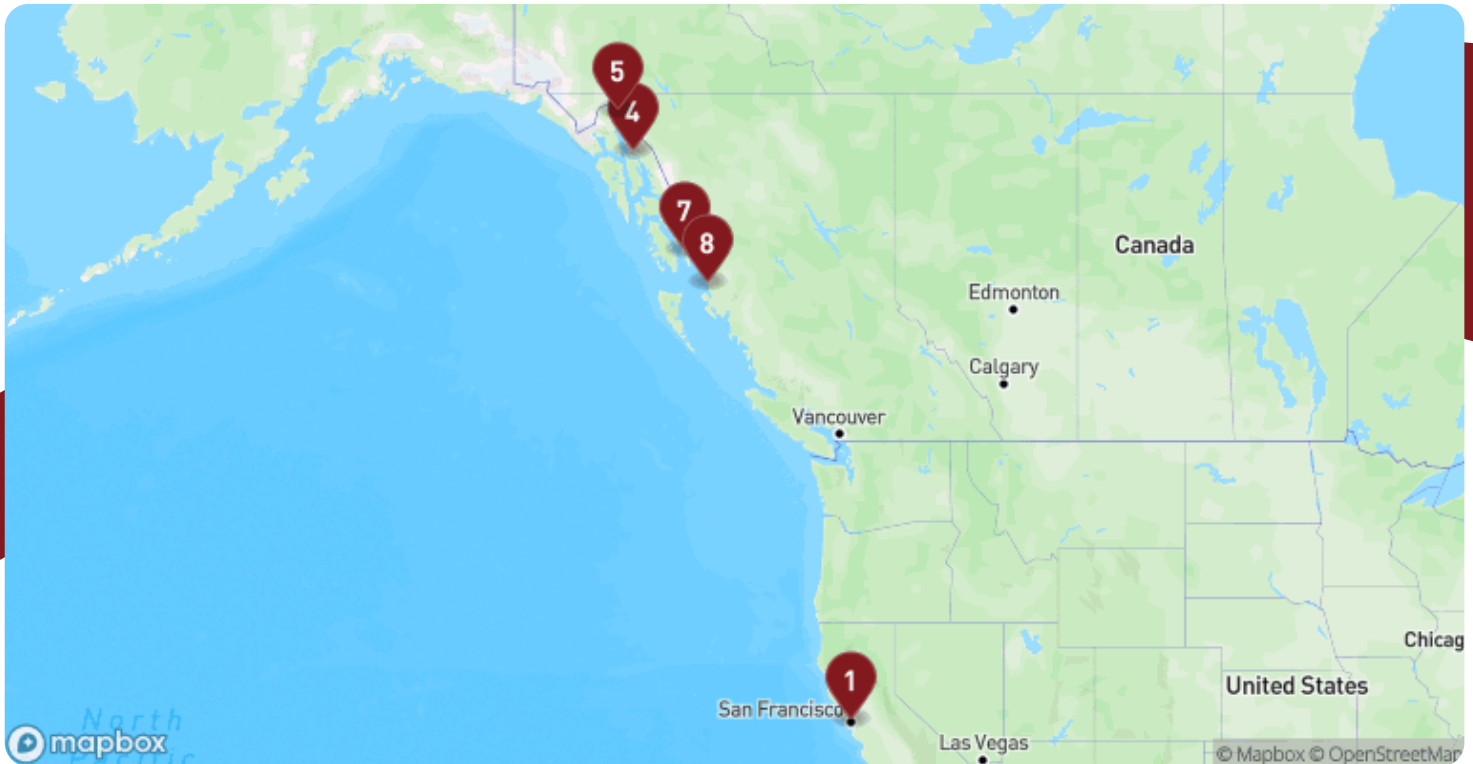 5
4
7
8
Canada
Edmonton
Calgary
Vancouver
Chicag
United States
1
San Francisco
North
Pacific
Las Vegas
mapbox
© Mapbox © OpenStreetMap